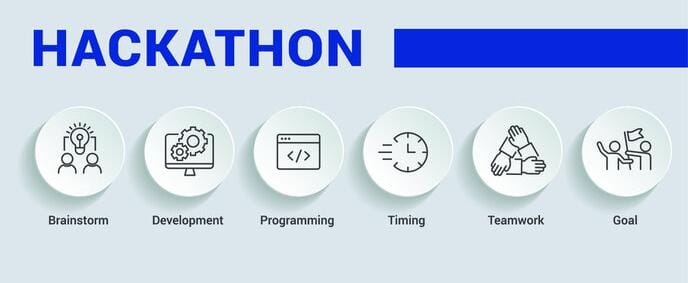 HACKATHON
</>
Brainstorm
Development
Programming
Timing
Teamwork
Goal